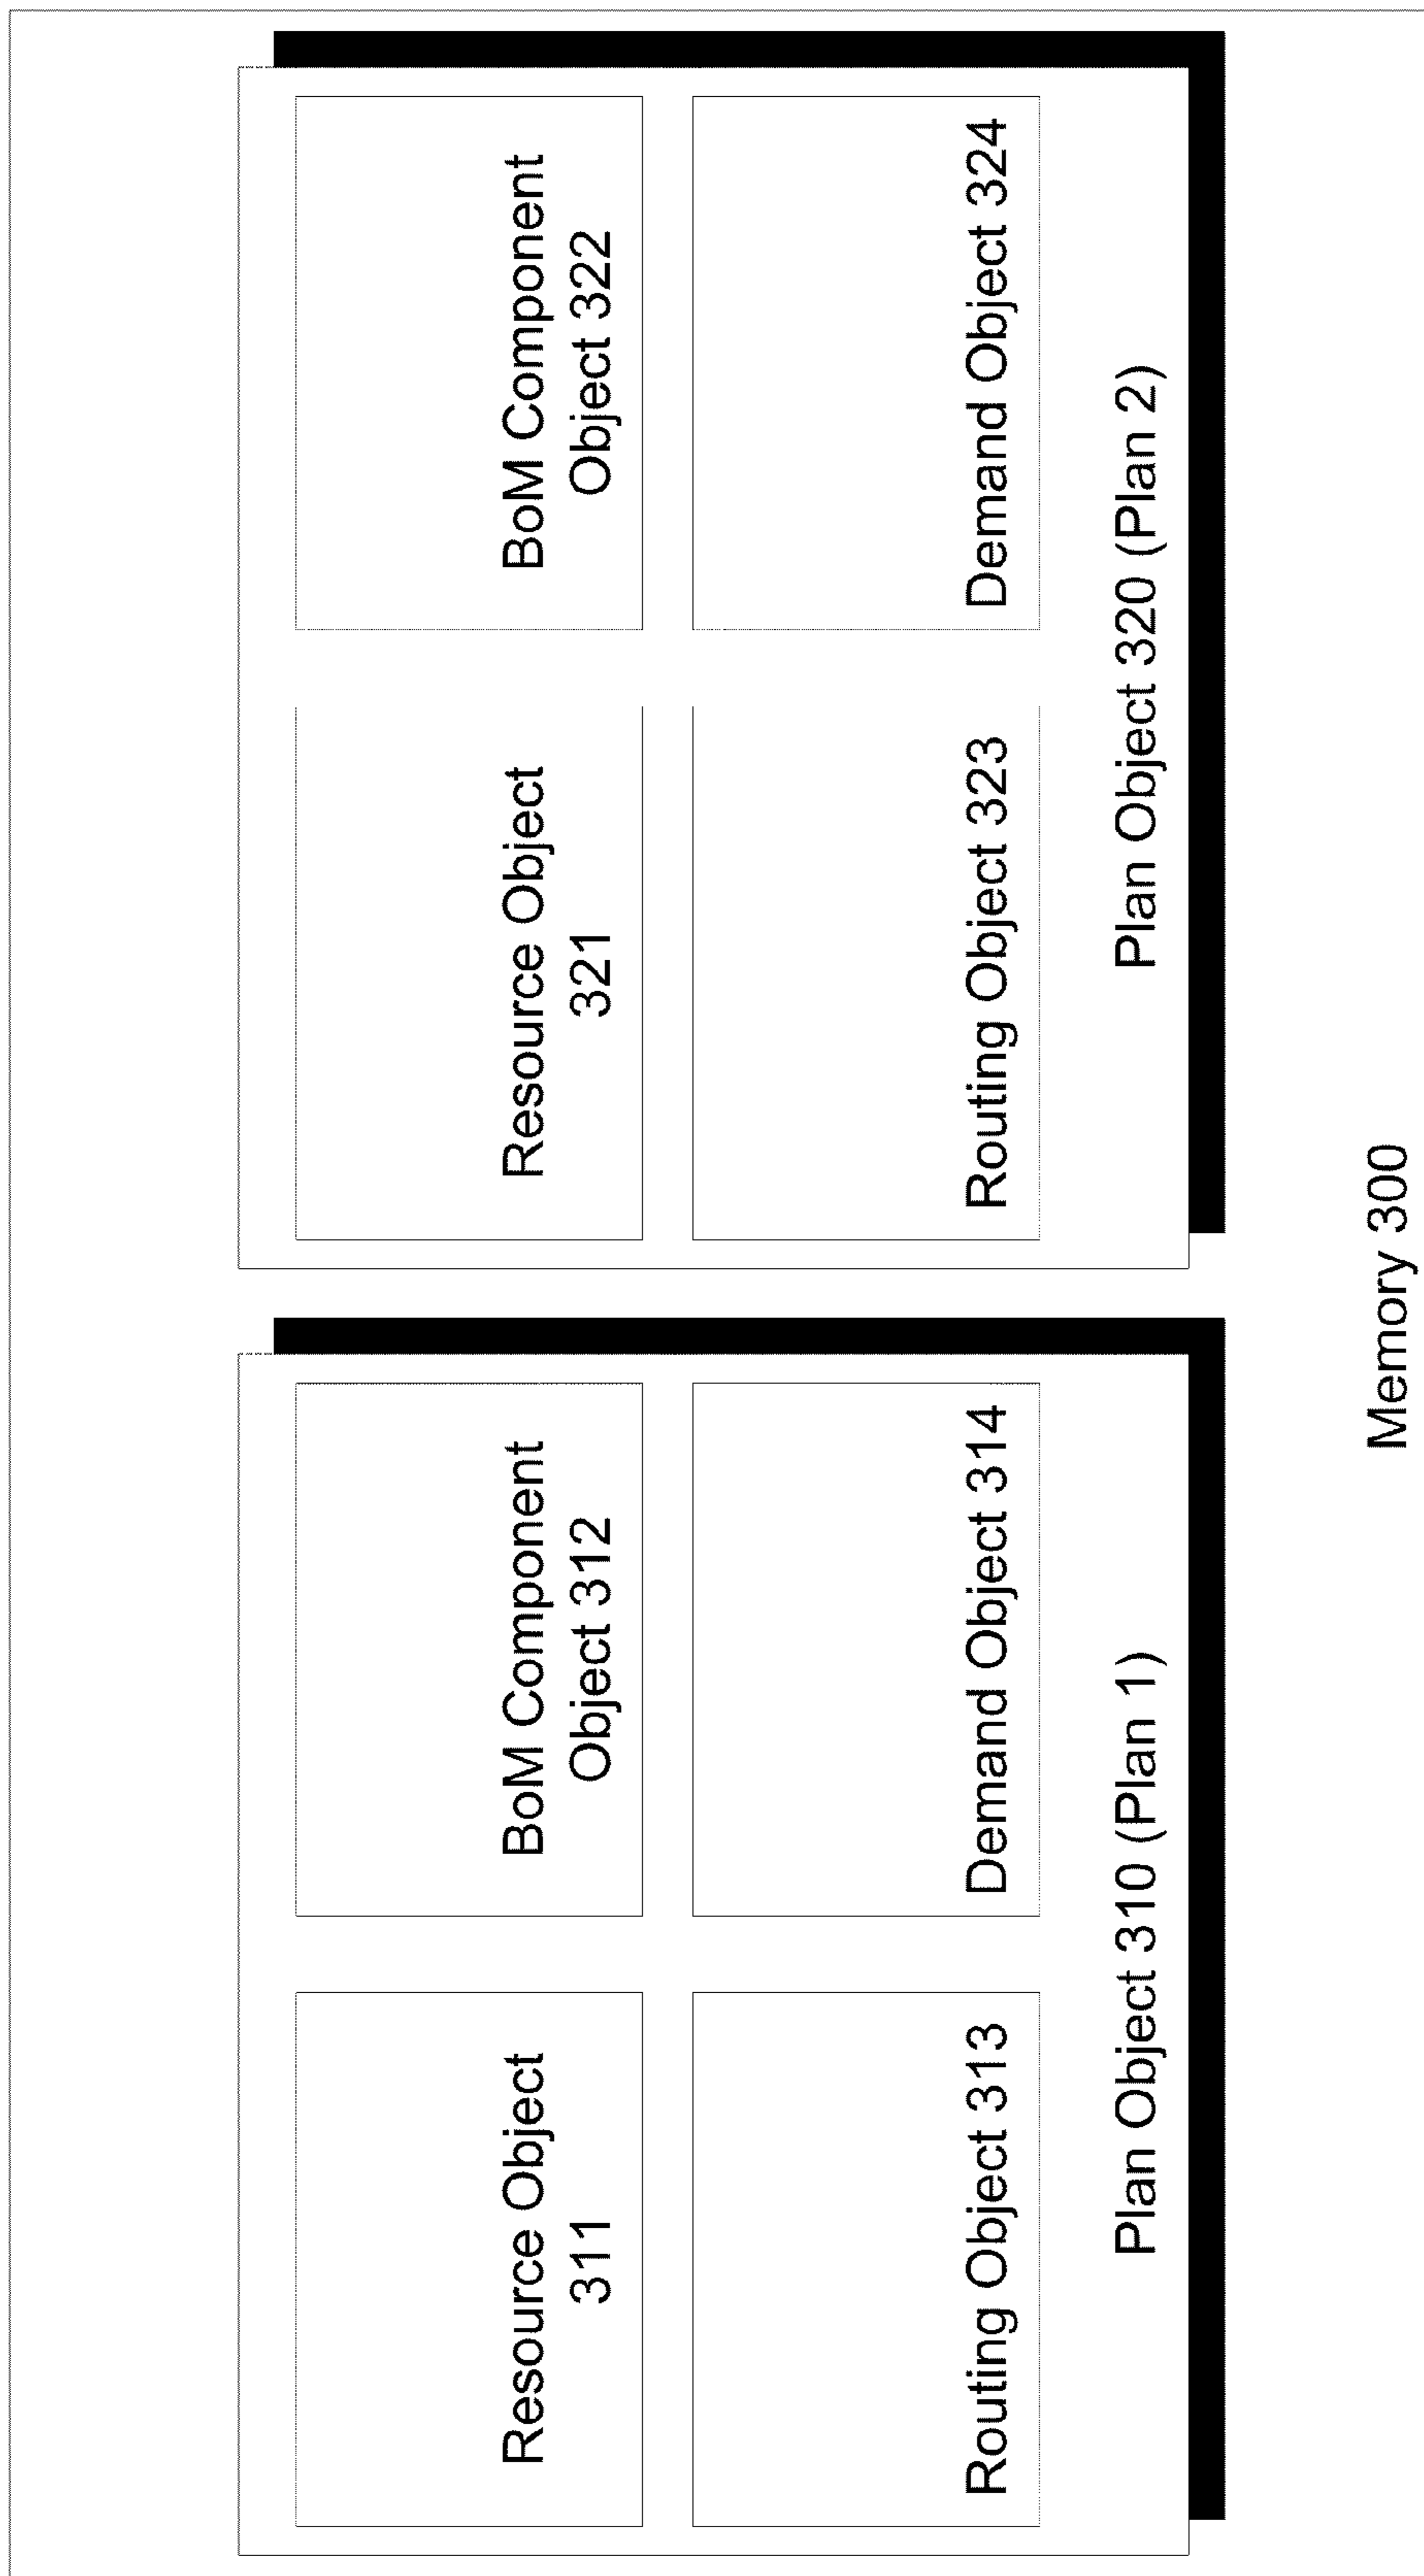 Resource Object
311
BoM Component
Object 312
Routing Object 313
Demand Object 314
Plan Object 310 (Plan 1)
Resource Object
321
BoM Component
Object 322
Routing Object 323
Demand Object 324
Plan Object 320 (Plan 2)
Memory 300